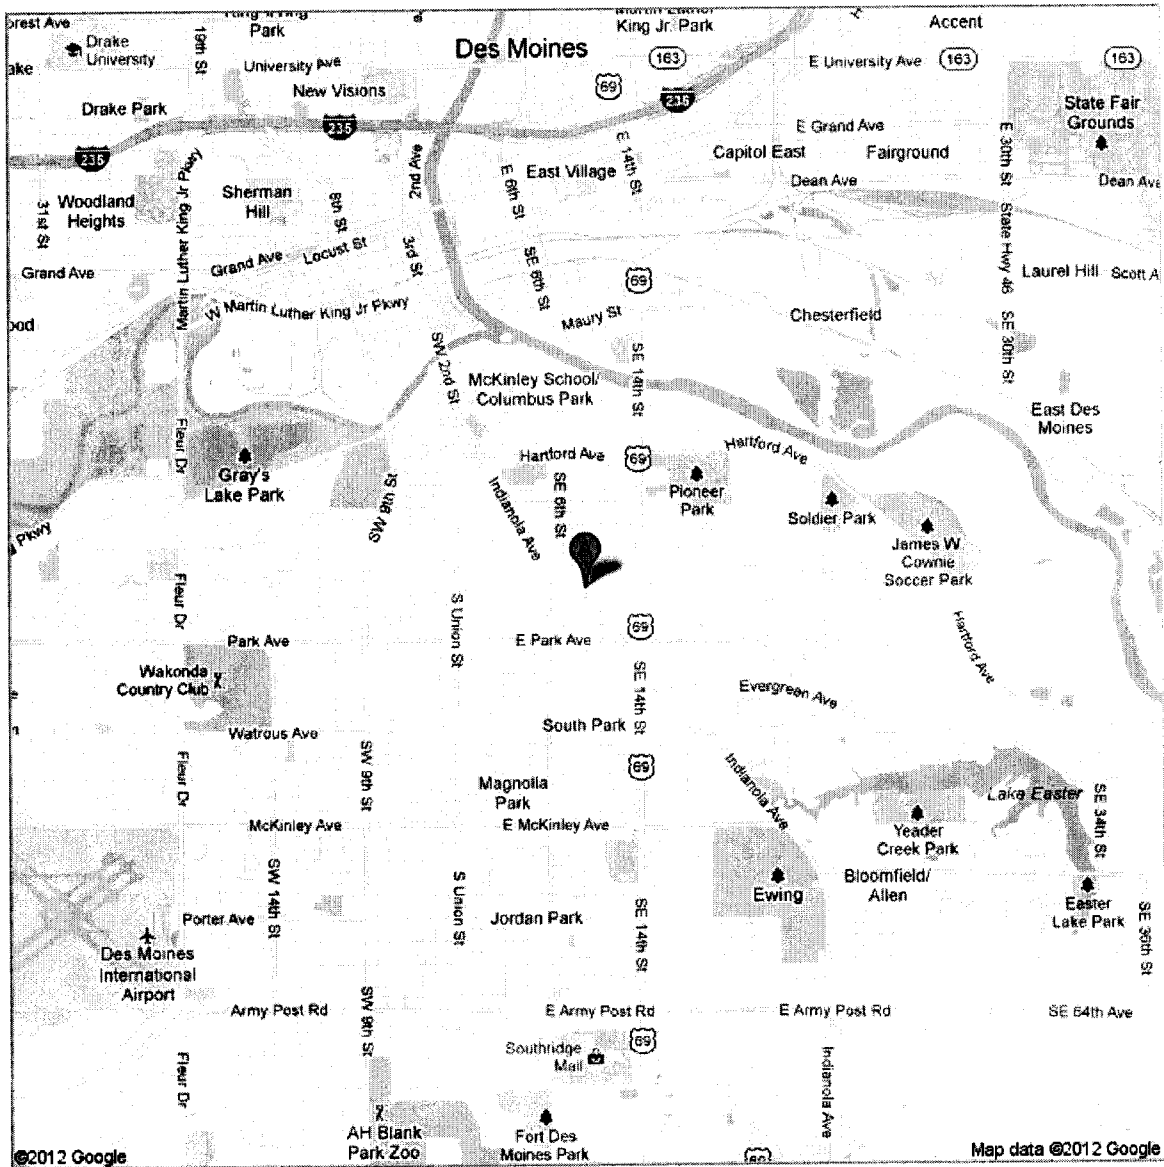 orest Ave
Drake
University
ake
19th St
Park
University Ave
New Visions
Drake Park
Des Moines
King Jr. Park
163
69
235
E University Ave
Accent
163
163
State Fair
Grounds
E Grand Ave
Capitol East
Fairground
Dean Ave
Dean Ave
E 30th St
State Hwy 46
SE 30th St
235
235
2nd Ave
E 6th St
East Village
E 14th St
Woodland
Heights
31st St
Martin Luther King Jr Pkwy
Sherman
Hill
8th St
Grand Ave
Grand Ave
Locust St
3rd St
SE 6th St
69
Laurel Hill
Scott A
ood
W Martin Luther King Jr Pkwy
Maury St
Chesterfield
SW 2nd St
McKinley School/
Columbus Park
SE 14th St
East Des
Moines
Fleur Dr
Gray's
Lake Park
SW 9th St
Hartford Ave
69
Hartford Ave
Indianola Ave
SE 6th St
Pioneer
Park
Soldier Park
James W.
Cownie
Soccer Park
Pkwy
Fleur Dr
S Union St
69
Hartford Ave
Park Ave
E Park Ave
Wakonda
Country Club
SE 14th St
Evergreen Ave
Watrous Ave
South Park
Fleur Dr
SW 9th St
69
Indianola Ave
Magnolia
Park
Lake Easter
SE 34th St
McKinley Ave
E McKinley Ave
Yeader
Creek Park
SW 14th St
S Union St
Ewing
Bloomfield/
Allen
Easter
Lake Park
SE 36th St
Porter Ave
Jordan Park
SE 14th St
Des Moines
International
Airport
SW 9th St
Army Post Rd
E Army Post Rd
E Army Post Rd
SE 64th Ave
Fleur Dr
Southridge
Mall
69
Indianola Ave
AH Blank
Park Zoo
Fort Des
Moines Park
©2012 Google
Map data ©2012 Google